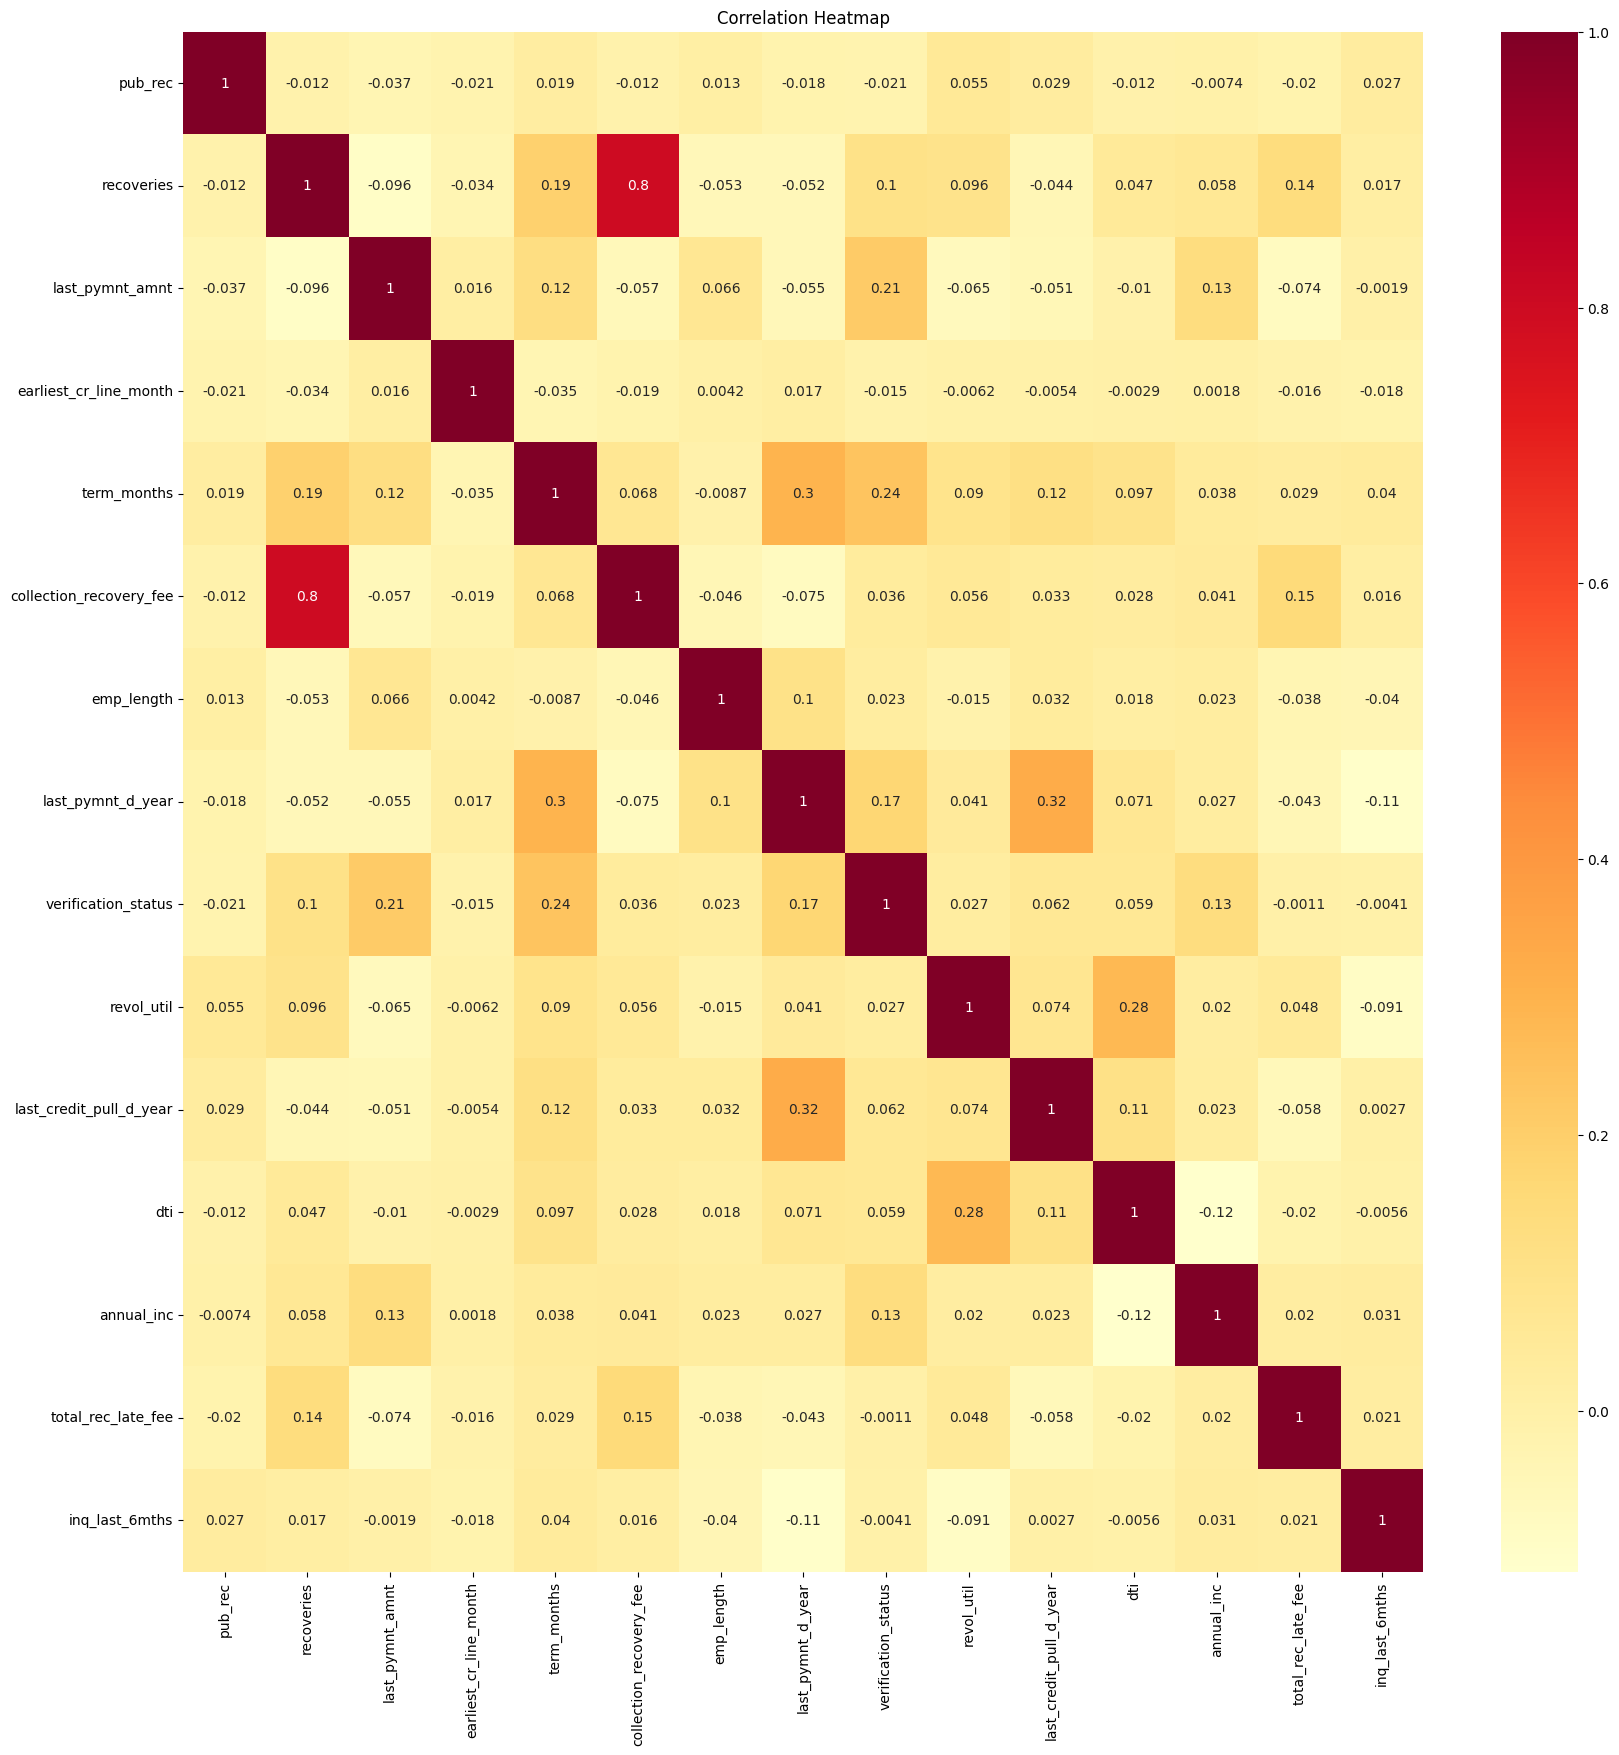 Correlation Heatmap
pub_rec 1 -0.012 -0.037 -0.021 0.019 -0.012 0.013 -0.018 -0.021 0.055 0.029 -0.012 -0.0074 -0.02 0.027
recoveries -0.012 1 -0.096 -0.034 0.19 0.8 -0.053 -0.052 0.1 0.096 -0.044 0.047 0.058 0.14 0.017
last_pymnt_amnt -0.037 -0.096 1 0.016 0.12 -0.057 0.066 -0.055 0.21 -0.065 -0.051 -0.01 0.13 -0.074 -0.0019
earliest_cr_line_month -0.021 -0.034 0.016 1 -0.035 -0.019 0.0042 0.017 -0.015 -0.0062 -0.0054 -0.0029 0.0018 -0.016 -0.018
term_months 0.019 0.19 0.12 -0.035 1 0.068 -0.0087 0.3 0.24 0.09 0.12 0.097 0.038 0.029 0.04
collection_recovery_fee -0.012 0.8 -0.057 -0.019 0.068 1 -0.046 -0.075 0.036 0.056 0.033 0.028 0.041 0.15 0.016
emp_length 0.013 -0.053 0.066 0.0042 -0.0087 -0.046 1 0.1 0.023 -0.015 0.032 0.018 0.023 -0.038 -0.04
last_pymnt_d_year -0.018 -0.052 -0.055 0.017 0.3 -0.075 0.1 1 0.17 0.041 0.32 0.071 0.027 -0.043 -0.11
verification_status -0.021 0.1 0.21 -0.015 0.24 0.036 0.023 0.17 1 0.027 0.062 0.059 0.13 -0.0011 -0.0041
revol_util 0.055 0.096 -0.065 -0.0062 0.09 0.056 -0.015 0.041 0.027 1 0.074 0.28 0.02 0.048 -0.091
last_credit_pull_d_year 0.029 -0.044 -0.051 -0.0054 0.12 0.033 0.032 0.32 0.062 0.074 1 0.11 0.023 -0.058 0.0027
dti -0.012 0.047 -0.01 -0.0029 0.097 0.028 0.018 0.071 0.059 0.28 0.11 1 -0.12 -0.02 -0.0056
annual_inc -0.0074 0.058 0.13 0.0018 0.038 0.041 0.023 0.027 0.13 0.02 0.023 -0.12 1 0.02 0.031
total_rec_late_fee -0.02 0.14 -0.074 -0.016 0.029 0.15 -0.038 -0.043 -0.0011 0.048 -0.058 -0.02 0.02 1 0.021
inq_last_6mths 0.027 0.017 -0.0019 -0.018 0.04 0.016 -0.04 -0.11 -0.0041 -0.091 0.0027 -0.0056 0.031 0.021 1
pub_rec
recoveries
last_pymnt_amnt
earliest_cr_line_month
term_months
collection_recovery_fee
emp_length
last_pymnt_d_year
verification_status
revol_util
last_credit_pull_d_year
dti
annual_inc
total_rec_late_fee
inq_last_6mths
1.0
0.8
0.6
0.4
0.2
0.0